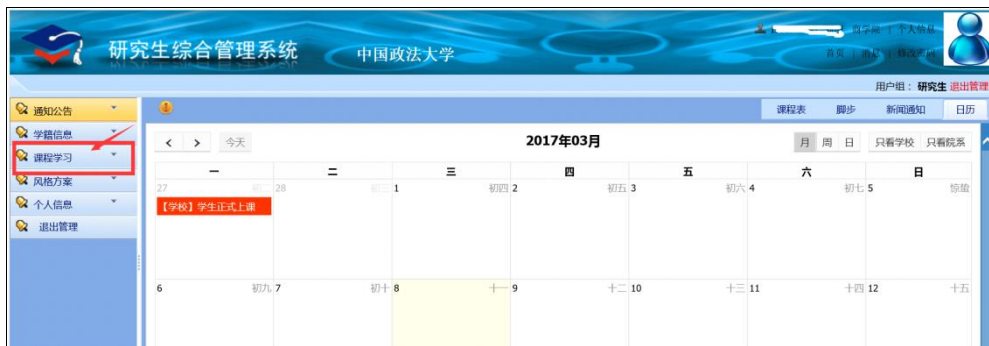 商学院 | 个人信息
研究生综合管理系统 中国政法大学
首页 | 消息 | 修改密码
用户组：研究生 退出管理
通知公告
课程表 脚步 新闻通知 日历
学籍信息
课程学习
风格方案
个人信息
退出管理
今天 2017年03月 月 周 日 只看学校 只看院系
一 二 三 四 五 六 日
27 初一 28 初三 1 初四 2 初五 3 初六 4 初七 5 惊蛰
【学校】学生正式上课
6 初九 7 初十 8 十一 9 十二 10 十三 11 十四 12 十五